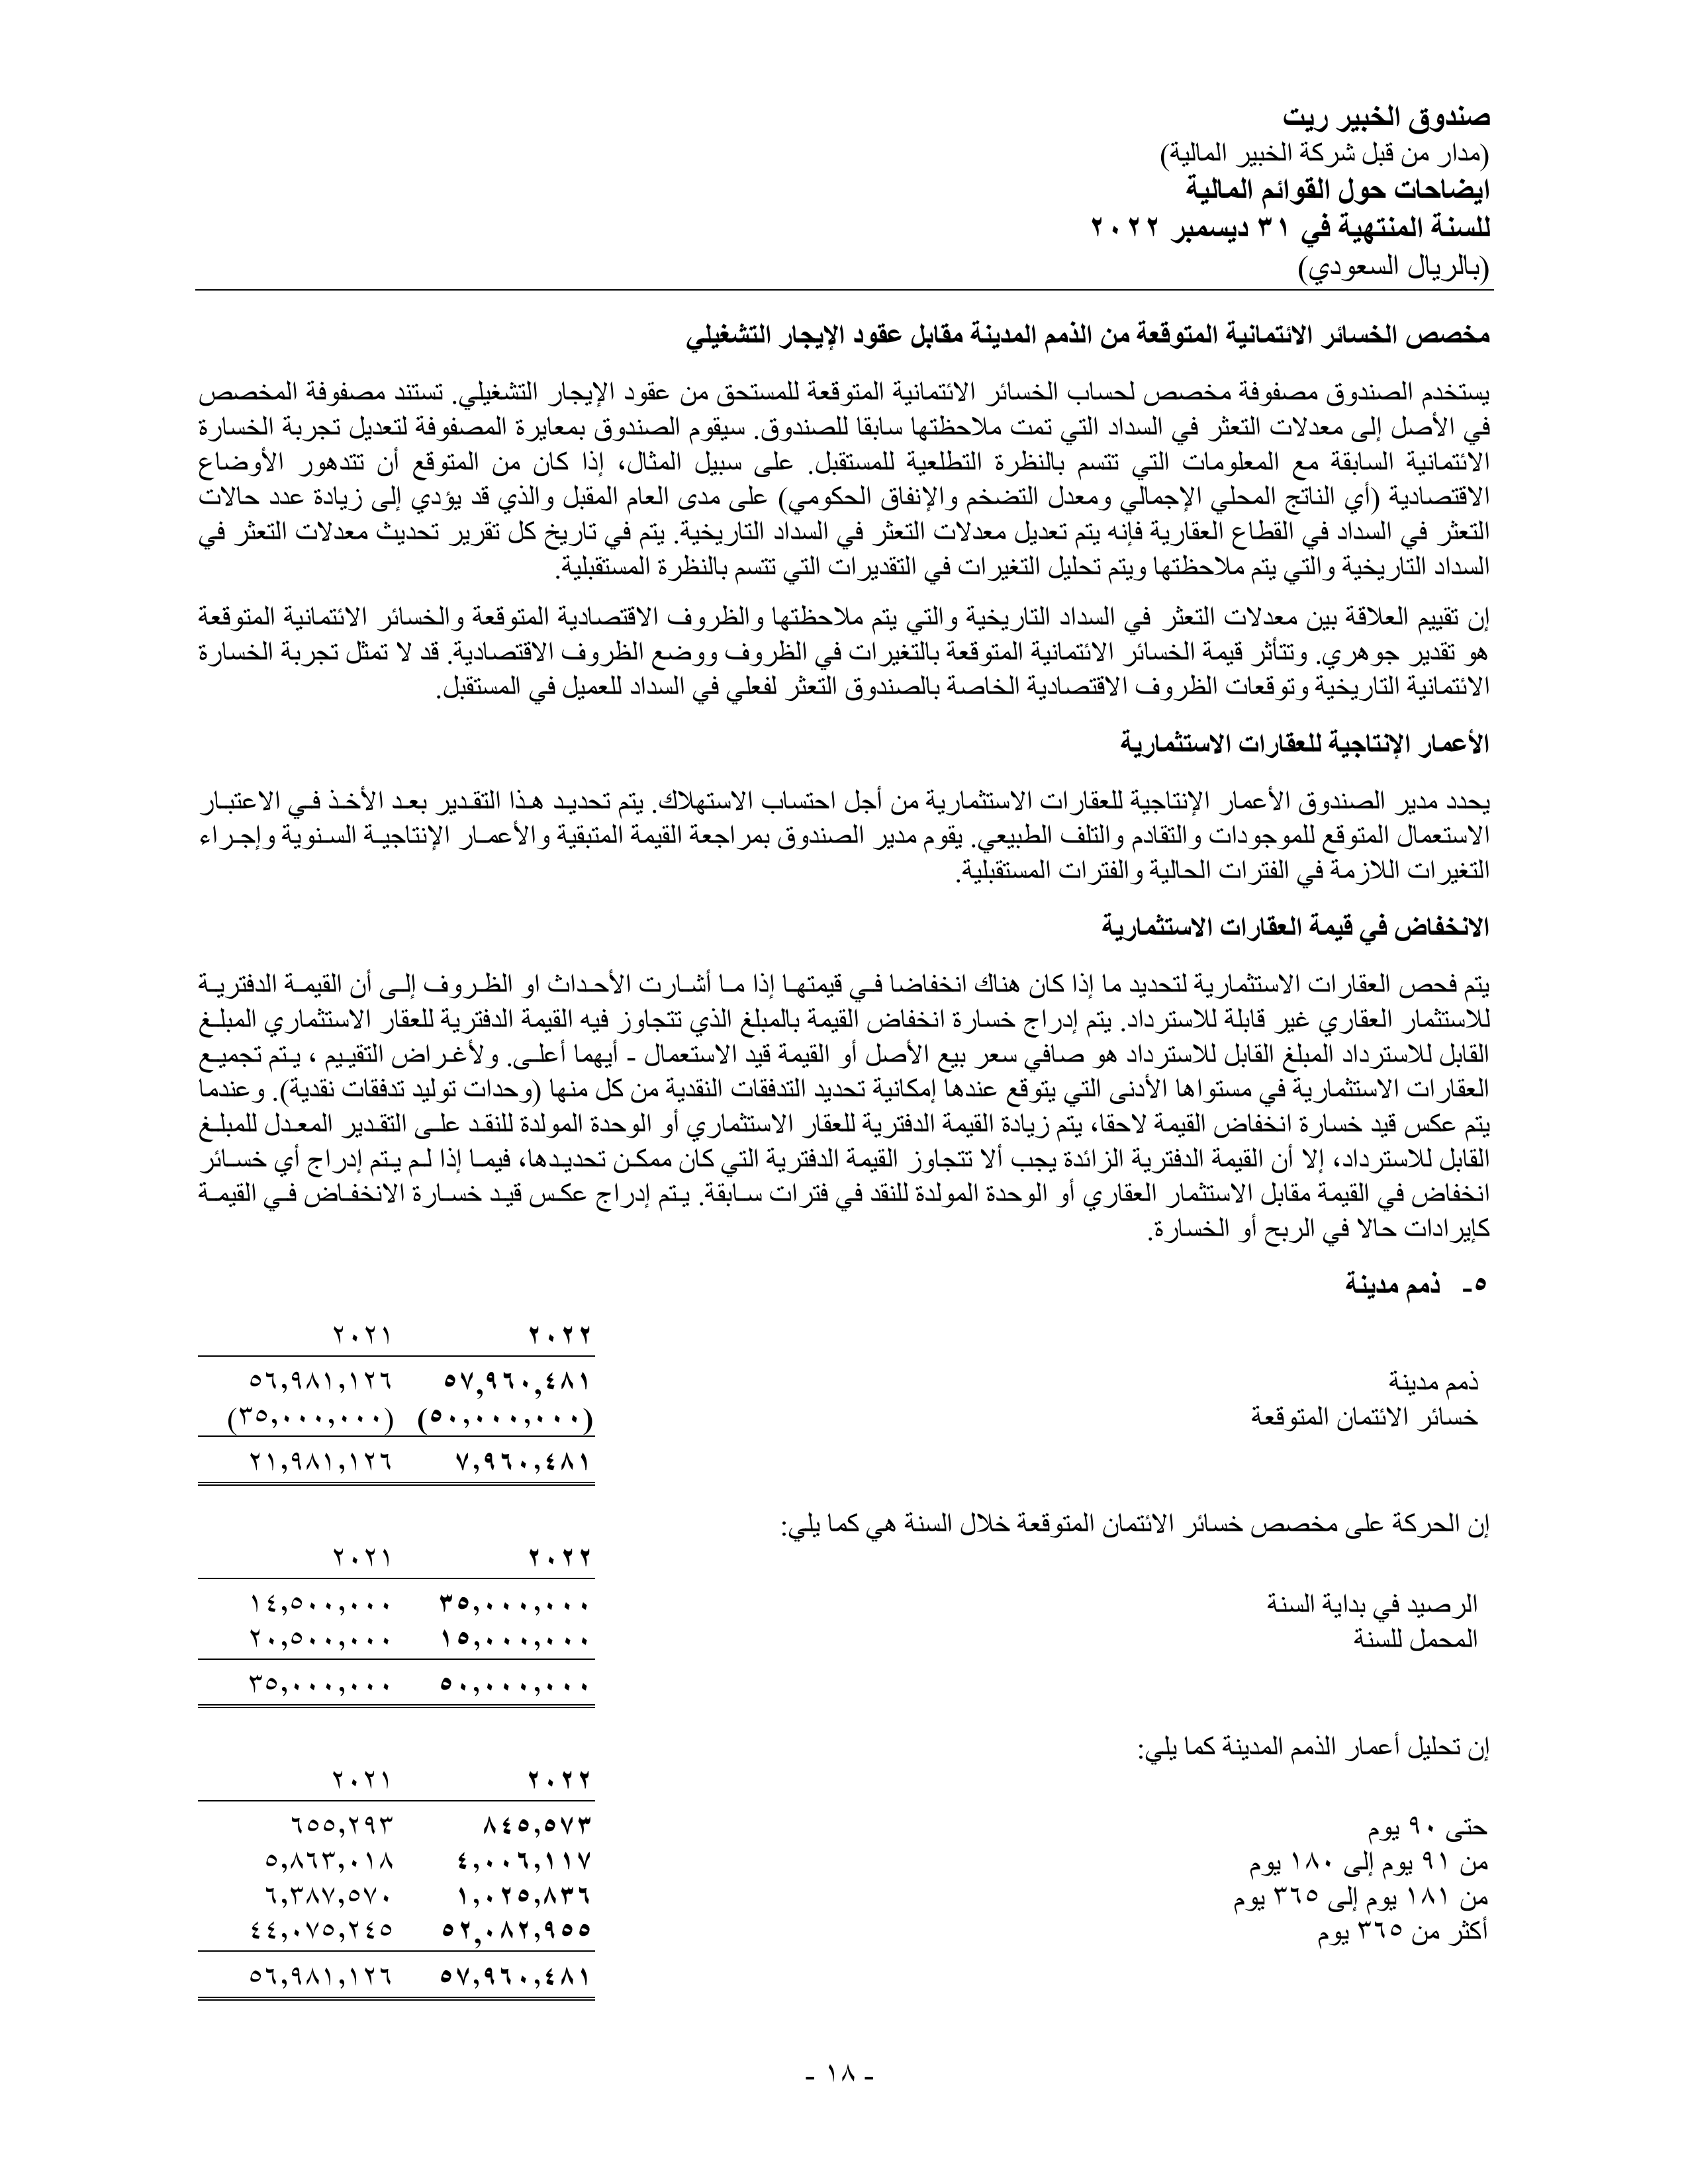 صندوق الخبير ريت
(مدار من قبل شركة الخبير المالية)
ايضاحات حول القوائم المالية
للسنة المنتهية في ٣١ ديسمبر ٢٠٢٢
(بالريال السعودي)
مخصص الخسائر الائتمانية المتوقعة من الذمم المدينة مقابل عقود الإيجار التشغيلي
يستخدم الصندوق مصفوفة مخصص لحساب الخسائر الائتمانية المتوقعة للمستحق من عقود الإيجار التشغيلي. تستند مصفوفة المخصص
في الأصل إلى معدلات التعثر في السداد التي تمت ملاحظتها سابقا للصندوق. سيقوم الصندوق بمعايرة المصفوفة لتعديل تجربة الخسارة
الائتمانية السابقة مع المعلومات التي تتسم بالنظرة التطلعية للمستقبل. على سبيل المثال، إذا كان من المتوقع أن تتدهور الأوضاع
الاقتصادية (أي الناتج المحلي الإجمالي ومعدل التضخم والإنفاق الحكومي) على مدى العام المقبل والذي قد يؤدي إلى زيادة عدد حالات
التعثر في السداد في القطاع العقارية فإنه يتم تعديل معدلات التعثر في السداد التاريخية. يتم في تاريخ كل تقرير تحديث معدلات التعثر في
السداد التاريخية والتي يتم ملاحظتها ويتم تحليل التغيرات في التقديرات التي تتسم بالنظرة المستقبلية.
إن تقييم العلاقة بين معدلات التعثر في السداد التاريخية والتي يتم ملاحظتها والظروف الاقتصادية المتوقعة والخسائر الائتمانية المتوقعة
هو تقدير جوهري. وتتأثر قيمة الخسائر الائتمانية المتوقعة بالتغيرات في الظروف ووضع الظروف الاقتصادية. قد لا تمثل تجربة الخسارة
الائتمانية التاريخية وتوقعات الظروف الاقتصادية الخاصة بالصندوق التعثر لفعلي في السداد للعميل في المستقبل.
الأعمار الإنتاجية للعقارات الاستثمارية
يحدد مدير الصندوق الأعمار الإنتاجية للعقارات الاستثمارية من أجل احتساب الاستهلاك. يتم تحديد هذا التقدير بعد الأخذ في الاعتبار
الاستعمال المتوقع للموجودات والتقادم والتلف الطبيعي. يقوم مدير الصندوق بمراجعة القيمة المتبقية والأعمار الإنتاجية السنوية وإجراء
التغيرات اللازمة في الفترات الحالية والفترات المستقبلية.
الانخفاض في قيمة العقارات الاستثمارية
يتم فحص العقارات الاستثمارية لتحديد ما إذا كان هناك انخفاضا في قيمتها إذا ما أشارت الأحداث او الظروف إلى أن القيمة الدفترية
للاستثمار العقاري غير قابلة للاسترداد. يتم إدراج خسارة انخفاض القيمة بالمبلغ الذي تتجاوز فيه القيمة الدفترية للعقار الاستثماري المبلغ
القابل للاسترداد المبلغ القابل للاسترداد هو صافي سعر بيع الأصل أو القيمة قيد الاستعمال - أيهما أعلى. ولأغراض التقييم ، يتم تجميع
العقارات الاستثمارية في مستواها الأدنى التي يتوقع عندها إمكانية تحديد التدفقات النقدية من كل منها (وحدات توليد تدفقات نقدية). وعندما
يتم عكس قيد خسارة انخفاض القيمة لاحقا، يتم زيادة القيمة الدفترية للعقار الاستثماري أو الوحدة المولدة للنقد على التقدير المعدل للمبلغ
القابل للاسترداد، إلا أن القيمة الدفترية الزائدة يجب ألا تتجاوز القيمة الدفترية التي كان ممكن تحديدها، فيما إذا لم يتم إدراج أي خسائر
انخفاض في القيمة مقابل الاستثمار العقاري أو الوحدة المولدة للنقد في فترات سابقة. يتم إدراج عكس قيد خسارة الانخفاض في القيمة
كإيرادات حالا في الربح أو الخسارة.
٥- ذمم مدينة
٢٠٢٢ ٢٠٢١
ذمم مدينة ٥٧,٩٦٠,٤٨١ ٥٦,٩٨١,١٢٦
خسائر الائتمان المتوقعة (٥٠,٠٠٠,٠٠٠) (٣٥,٠٠٠,٠٠٠)
٧,٩٦٠,٤٨١ ٢١,٩٨١,١٢٦
إن الحركة على مخصص خسائر الائتمان المتوقعة خلال السنة هي كما يلي:
٢٠٢٢ ٢٠٢١
الرصيد في بداية السنة ٣٥,٠٠٠,٠٠٠ ١٤,٥٠٠,٠٠٠
المحمل للسنة ١٥,٠٠٠,٠٠٠ ٢٠,٥٠٠,٠٠٠
٥٠,٠٠٠,٠٠٠ ٣٥,٠٠٠,٠٠٠
إن تحليل أعمار الذمم المدينة كما يلي:
٢٠٢٢ ٢٠٢١
حتى ٩٠ يوم ٨٤٥,٥٧٣ ٦٥٥,٢٩٣
من ٩١ يوم إلى ١٨٠ يوم ٤,٠٠٦,١١٧ ٥,٨٦٣,٠١٨
من ١٨١ يوم إلى ٣٦٥ يوم ١,٠٢٥,٨٣٦ ٦,٣٨٧,٥٧٠
أكثر من ٣٦٥ يوم ٥٢,٠٨٢,٩٥٥ ٤٤,٠٧٥,٢٤٥
٥٧,٩٦٠,٤٨١ ٥٦,٩٨١,١٢٦
- ١٨ -